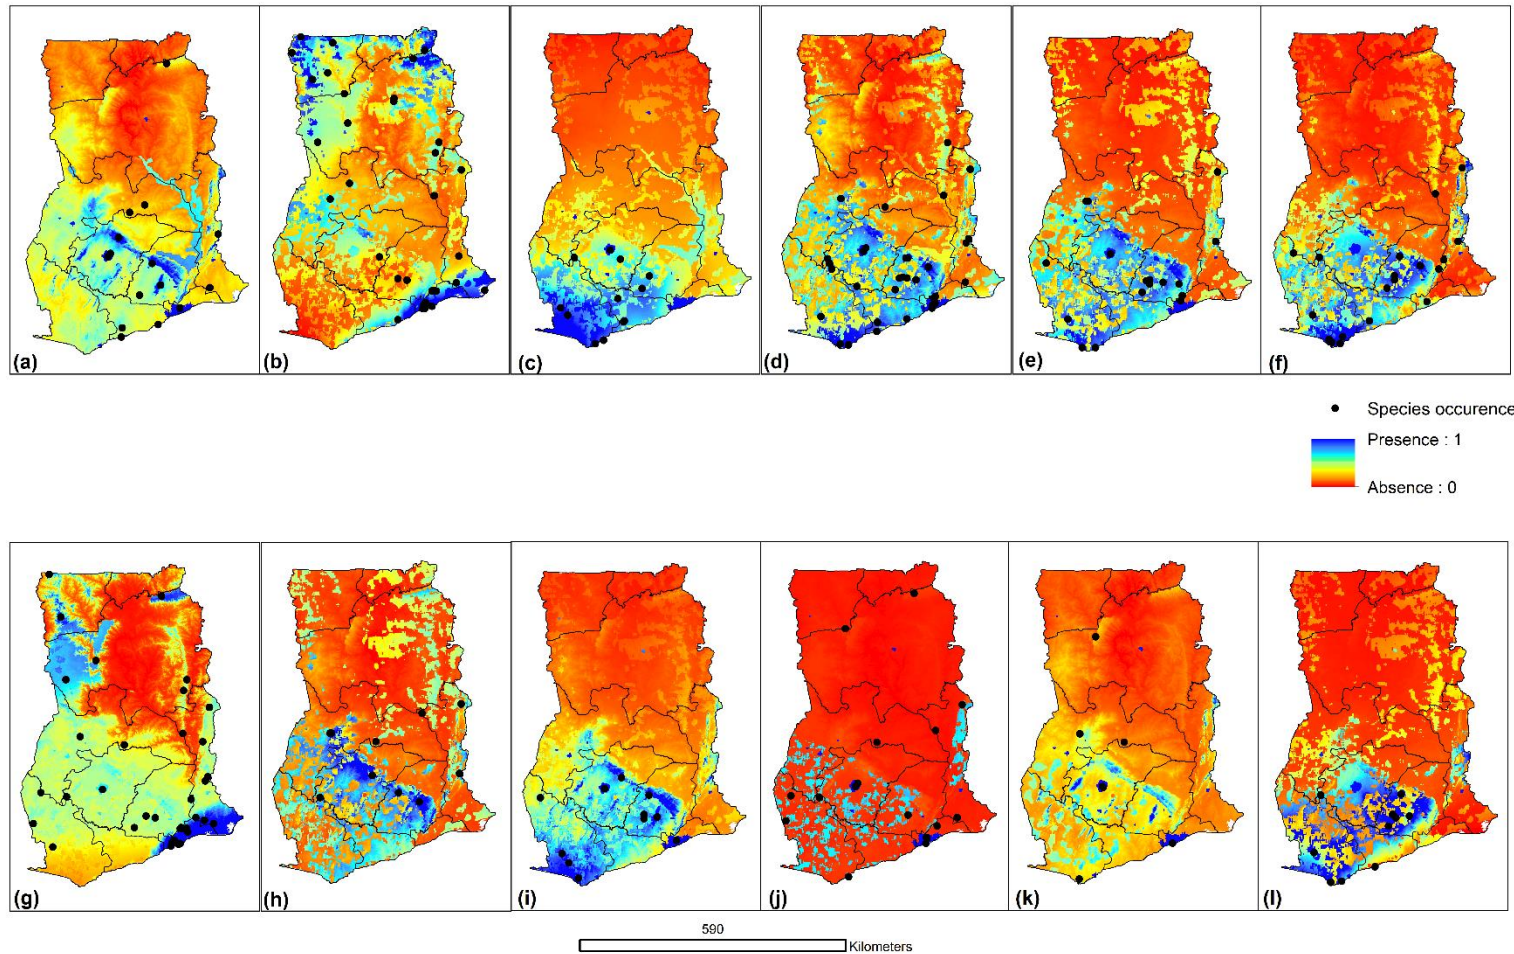 (a)
(b)
(c)
(d)
(e)
(f)
Species occurence
Presence : 1
Absence : 0
(g)
(h)
(i)
(j)
(k)
(l)
590
Kilometers